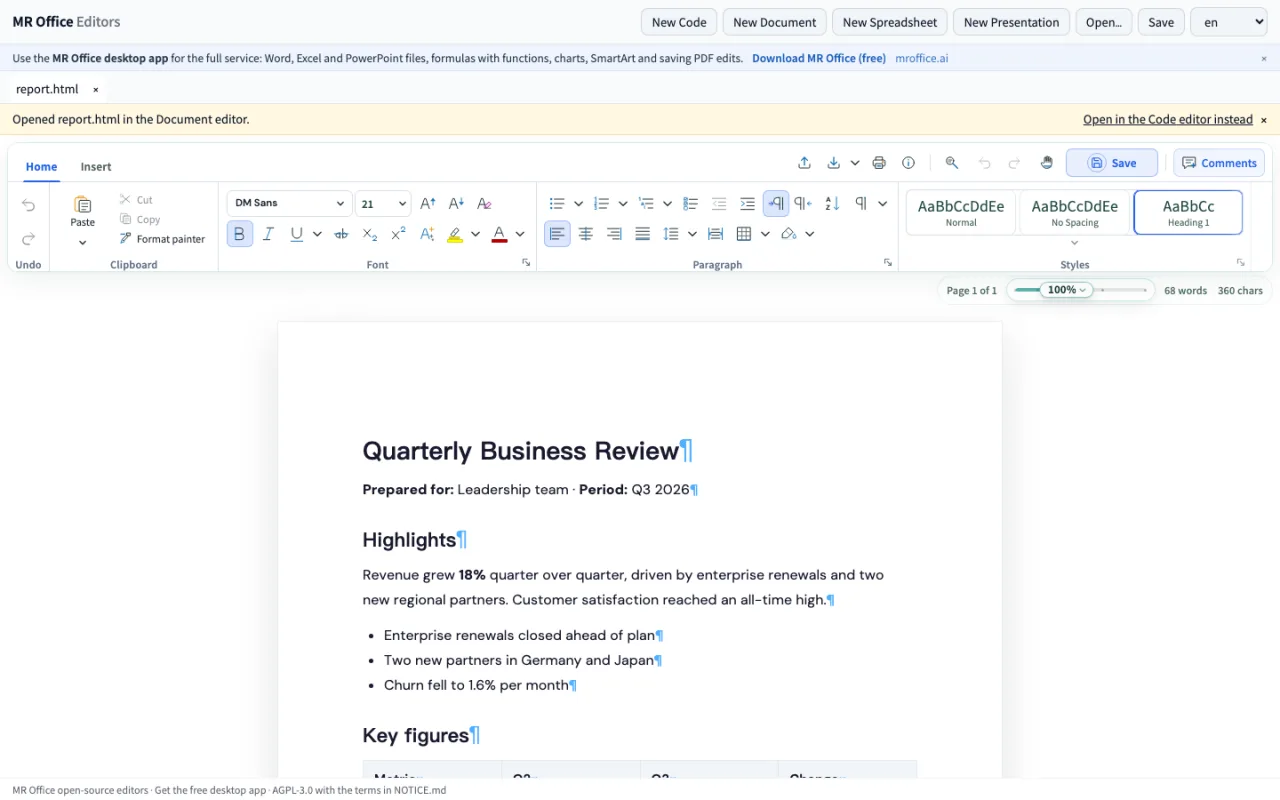 MR Office Editors
New Code New Document New Spreadsheet New Presentation Open… Save en
Use the MR Office desktop app for the full service: Word, Excel and PowerPoint files, formulas with functions, charts, SmartArt and saving PDF edits. Download MR Office (free) mroffice.ai ×
report.html ×
Opened report.html in the Document editor. Open in the Code editor instead ×
Home Insert Save Comments
Paste Cut Copy Format painter
Undo Clipboard
DM Sans 21
B I U ab X₂ X² A A
Font
Paragraph
AaBbCcDdEe AaBbCcDdEe AaBbCc
Normal No Spacing Heading 1
Styles
Page 1 of 1 100% 68 words 360 chars
Quarterly Business Review¶
Prepared for: Leadership team · Period: Q3 2026¶
Highlights¶
Revenue grew 18% quarter over quarter, driven by enterprise renewals and two
new regional partners. Customer satisfaction reached an all-time high.¶
• Enterprise renewals closed ahead of plan¶
• Two new partners in Germany and Japan¶
• Churn fell to 1.6% per month¶
Key figures¶
MR Office open-source editors · Get the free desktop app · AGPL-3.0 with the terms in NOTICE.md